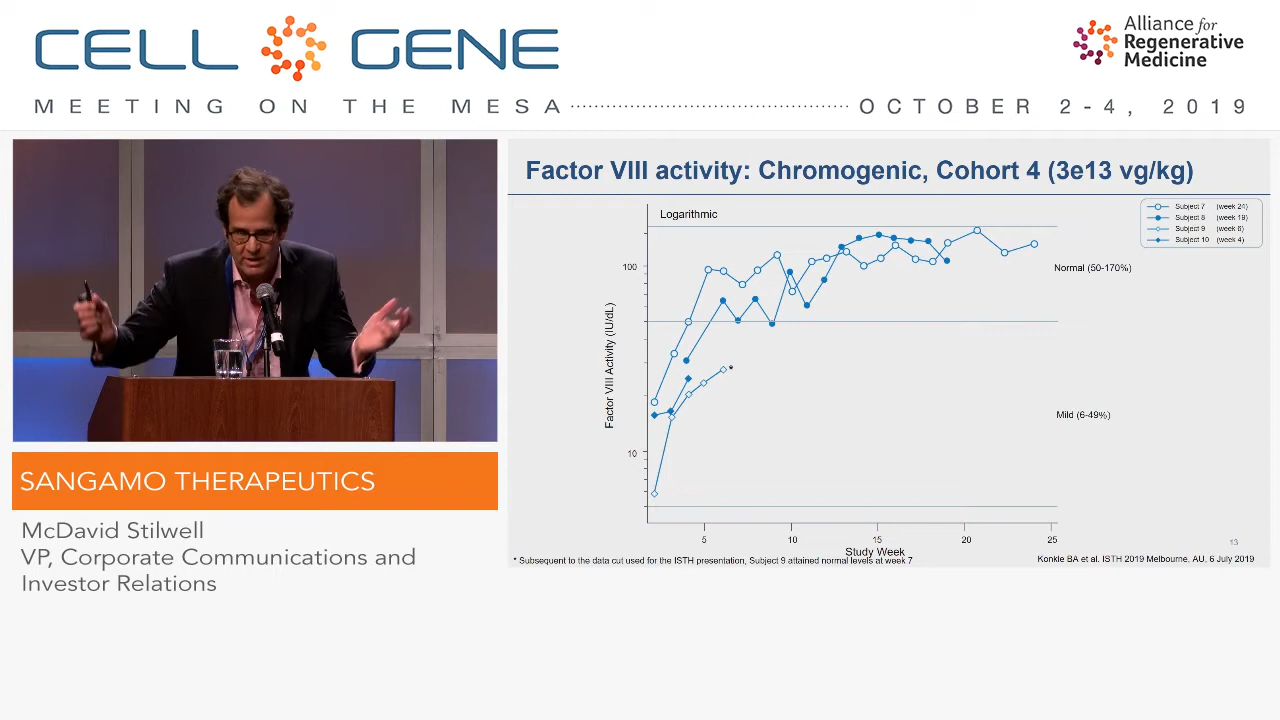 CELL GENE
Alliance for
Regenerative
Medicine
MEETING ON THE MESA
OCTOBER 2-4, 2019
Factor VIII activity: Chromogenic, Cohort 4 (3e13 vg/kg)
Logarithmic
Subject 7 (week 24)
Subject 8 (week 19)
Subject 9 (week 6)
Subject 10 (week 4)
100
Normal (50-170%)
Factor VIII Activity (IU/dL)
Mild (6-49%)
10
5 10 15 20 25
Study Week
13
* Subsequent to the data cut used for the ISTH presentation, Subject 9 attained normal levels at week 7
Konkle BA et al. ISTH 2019 Melbourne, AU, 6 July 2019
SANGAMO THERAPEUTICS
McDavid Stilwell
VP, Corporate Communications and
Investor Relations